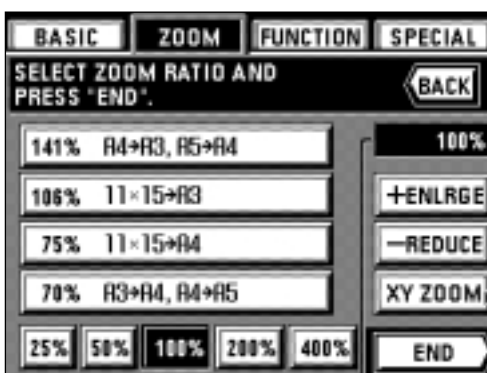 BASIC ZOOM FUNCTION SPECIAL
SELECT ZOOM RATIO AND
PRESS "END".
BACK
100%
141% A4→A3, A5→A4
106% 11×15→A3
75% 11×15→A4
70% A3→A4, A4→A5
+ENLRGE
−REDUCE
XY ZOOM
25% 50% 100% 200% 400%
END